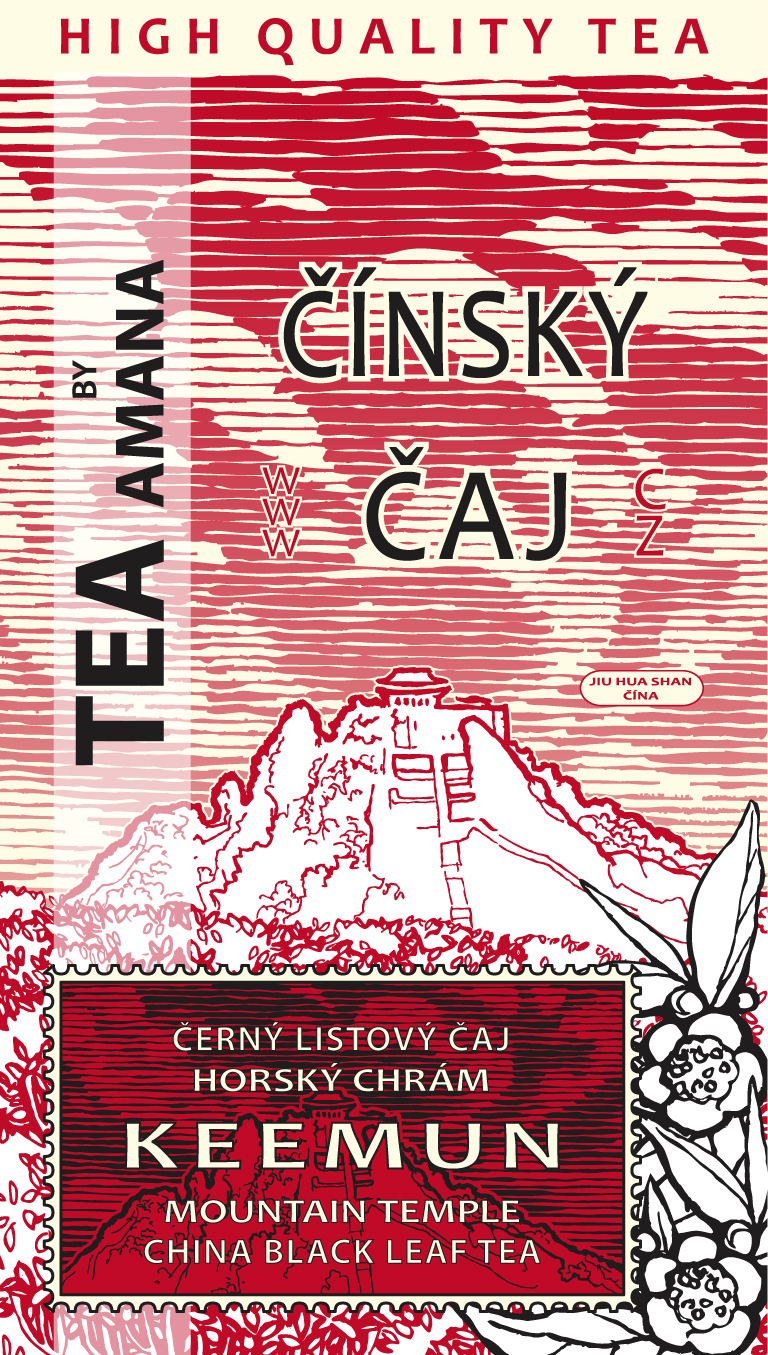 HIGH QUALITY TEA
TEA BY AMANA
ČÍNSKÝ
WWW ČAJ CZ
JIU HUA SHAN
ČÍNA
ČERNÝ LISTOVÝ ČAJ
HORSKÝ CHRÁM
KEEMUN
MOUNTAIN TEMPLE
CHINA BLACK LEAF TEA